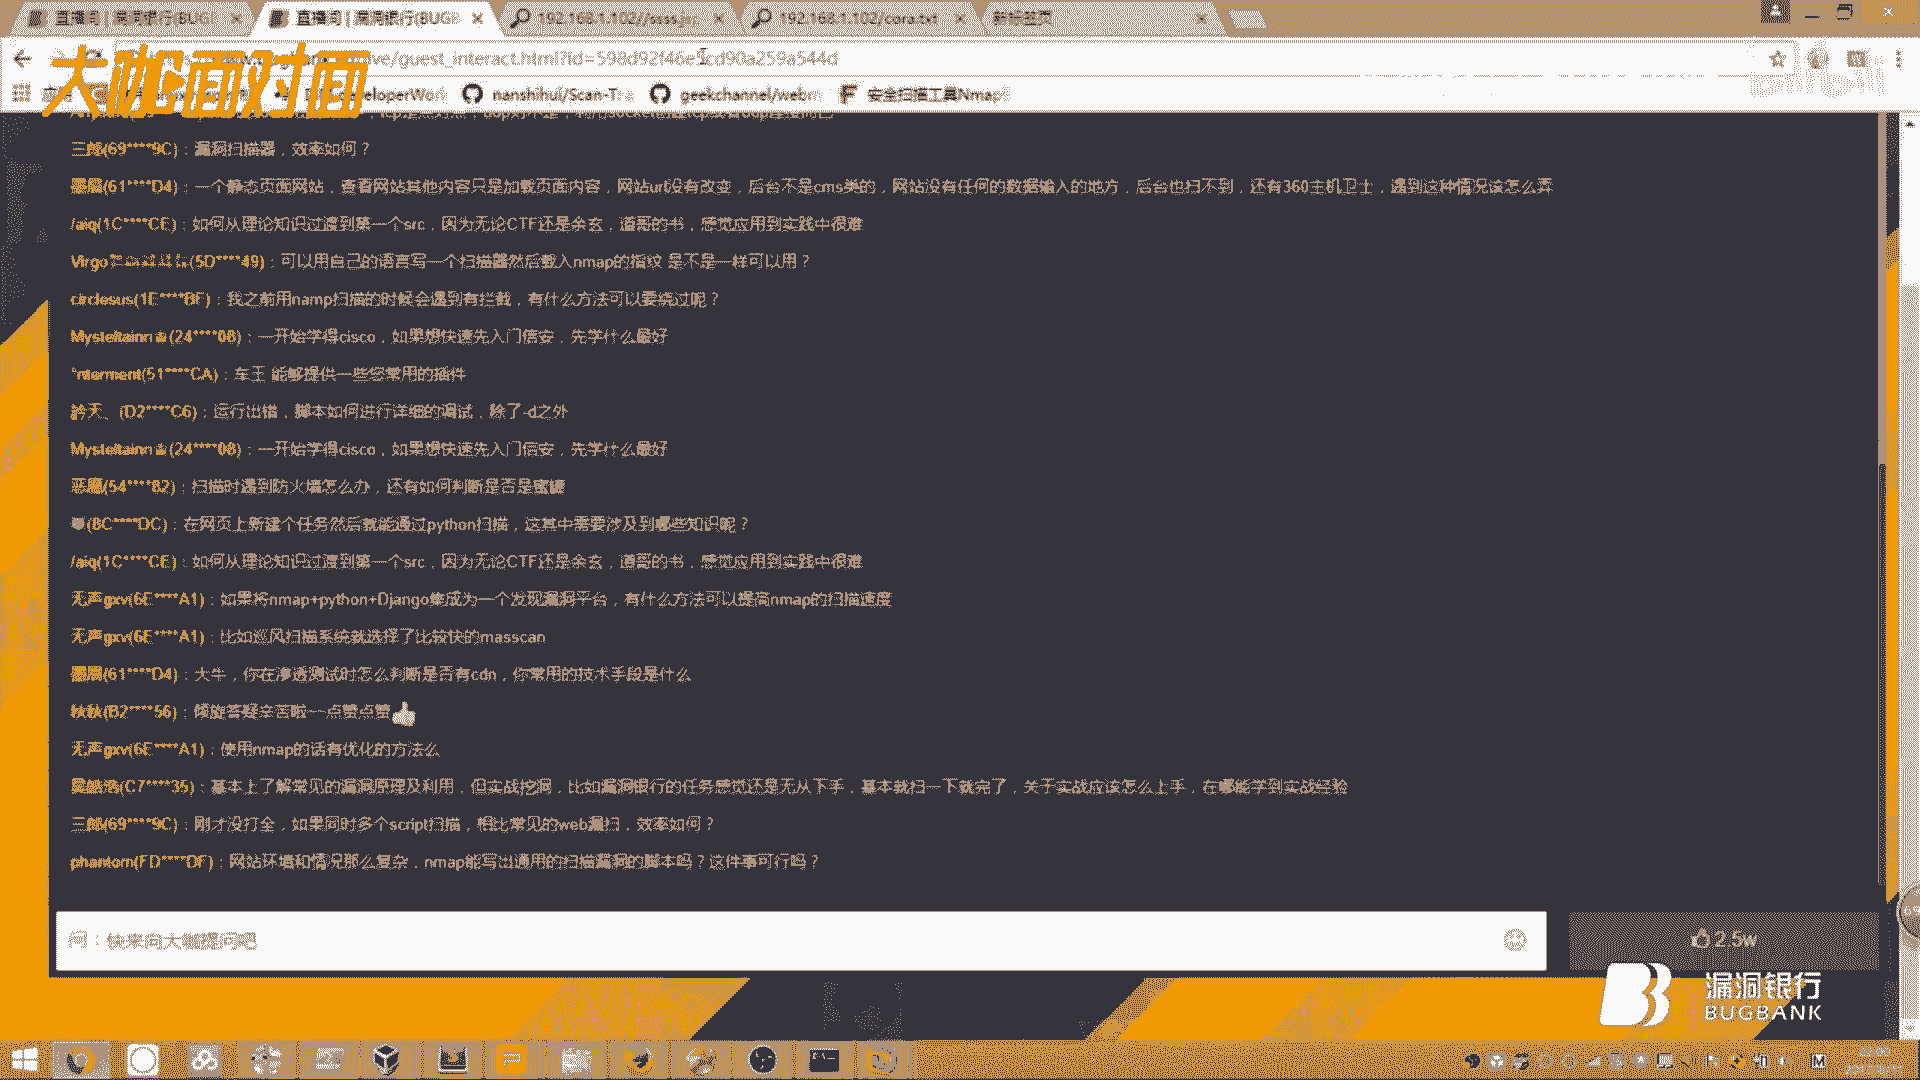 直播间 | 漏洞银行(BUGB
直播间 | 漏洞银行(BUGB
192.168.1.102//ssss.jsp
192.168.1.102/cora.txt
新标签页
大咖面对面
ve/guest_interact.html?id=598d92f46e5cd90a259a544d
eloperWork
nanshihui/Scan-T
geekchannel/webm
安全扫描工具Nmap
三郎(69****9C)：漏洞扫描器，效率如何？
(61****D4)：一个静态页面网站，查看网站其他内容只是加载页面内容，网站url没有改变，后台不是cms类的，网站没有任何的数据输入的地方，后台也扫不到，还有360主机卫士，遇到这种情况该怎么弄
/aiq(1C****CE)：如何从理论知识过渡到第一个src，因为无论CTF还是余玄，道哥的书，感觉应用到实践中很难
Virgo(5D****49)：可以用自己的语言写一个扫描器然后载入nmap的指纹 是不是一样可以用？
circlesus(1E****BF)：我之前用namp扫描的时候会遇到有拦截，有什么方法可以要绕过呢？
Mysteltainn(24****08)：一开始学得cisco，如果想快速先入门信安，先学什么最好
nterment(51****CA)：车王 能够提供一些您常用的插件
(D2****C6)：运行出错，脚本如何进行详细的调试，除了-d之外
Mysteltainn(24****08)：一开始学得cisco，如果想快速先入门信安，先学什么最好
恶魔(54****82)：扫描时遇到防火墙怎么办，还有如何判断是否是蜜罐
(8C****DC)：在网页上新建个任务然后就能通过python扫描，这其中需要涉及到哪些知识呢？
/aiq(1C****CE)：如何从理论知识过渡到第一个src，因为无论CTF还是余玄，道哥的书，感觉应用到实践中很难
无声gxv(6E****A1)：如果将nmap+python+Django集成为一个发现漏洞平台，有什么方法可以提高nmap的扫描速度
无声gxv(6E****A1)：比如巡风扫描系统就选择了比较快的masscan
(61****D4)：大牛，你在渗透测试时怎么判断是否有cdn，你常用的技术手段是什么
秋秋(B2****56)：倾旋答疑辛苦啦~~点赞点赞
无声gxv(6E****A1)：使用nmap的话有优化的方法么
(C7****35)：基本上了解常见的漏洞原理及利用，但实战挖洞，比如漏洞银行的任务感觉还是无从下手，基本就扫一下就完了，关于实战应该怎么上手，在哪能学到实战经验
三郎(69****9C)：刚才没打全，如果同时多个script扫描，相比常见的web漏扫，效率如何？
phantom(FD****DF)：网站环境和情况那么复杂，nmap能写出通用的扫描漏洞的脚本吗？这件事可行吗？
问：快来向大咖提问吧
2.5w
漏洞银行
BUGBANK